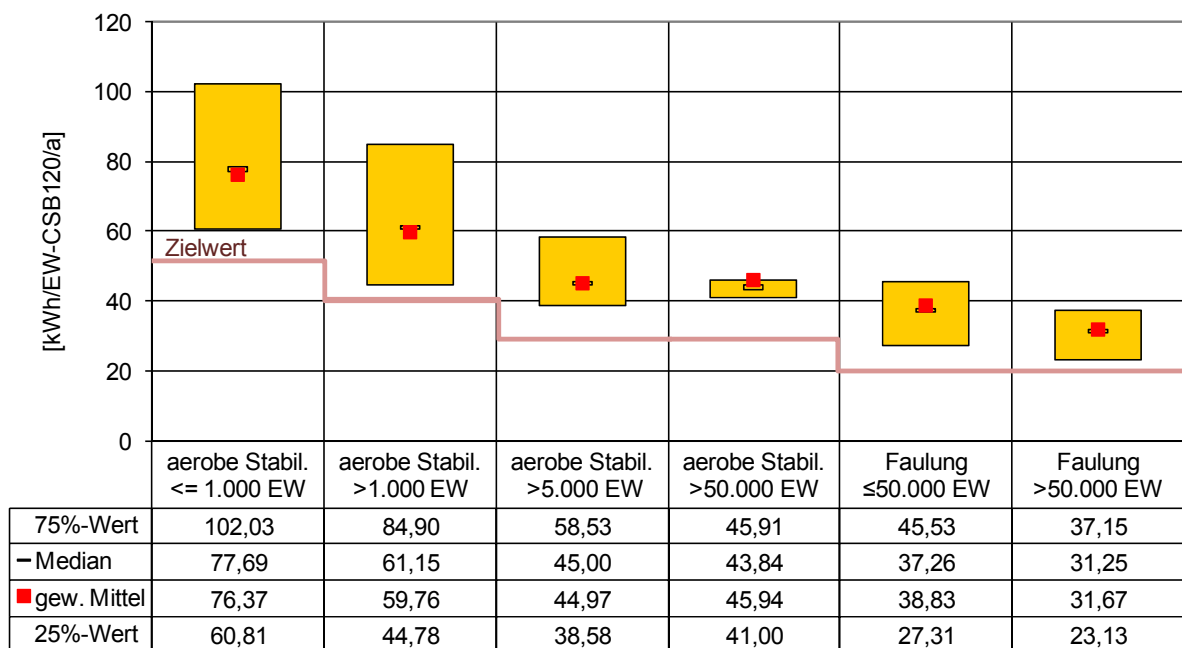 120
100
80
60
40
20
0
[kWh/EW-CSB120/a]
Zielwert
aerobe Stabil. aerobe Stabil. aerobe Stabil. aerobe Stabil. Faulung Faulung
<= 1.000 EW >1.000 EW >5.000 EW >50.000 EW ≤50.000 EW >50.000 EW
75%-Wert 102,03 84,90 58,53 45,91 45,53 37,15
Median 77,69 61,15 45,00 43,84 37,26 31,25
gew. Mittel 76,37 59,76 44,97 45,94 38,83 31,67
25%-Wert 60,81 44,78 38,58 41,00 27,31 23,13